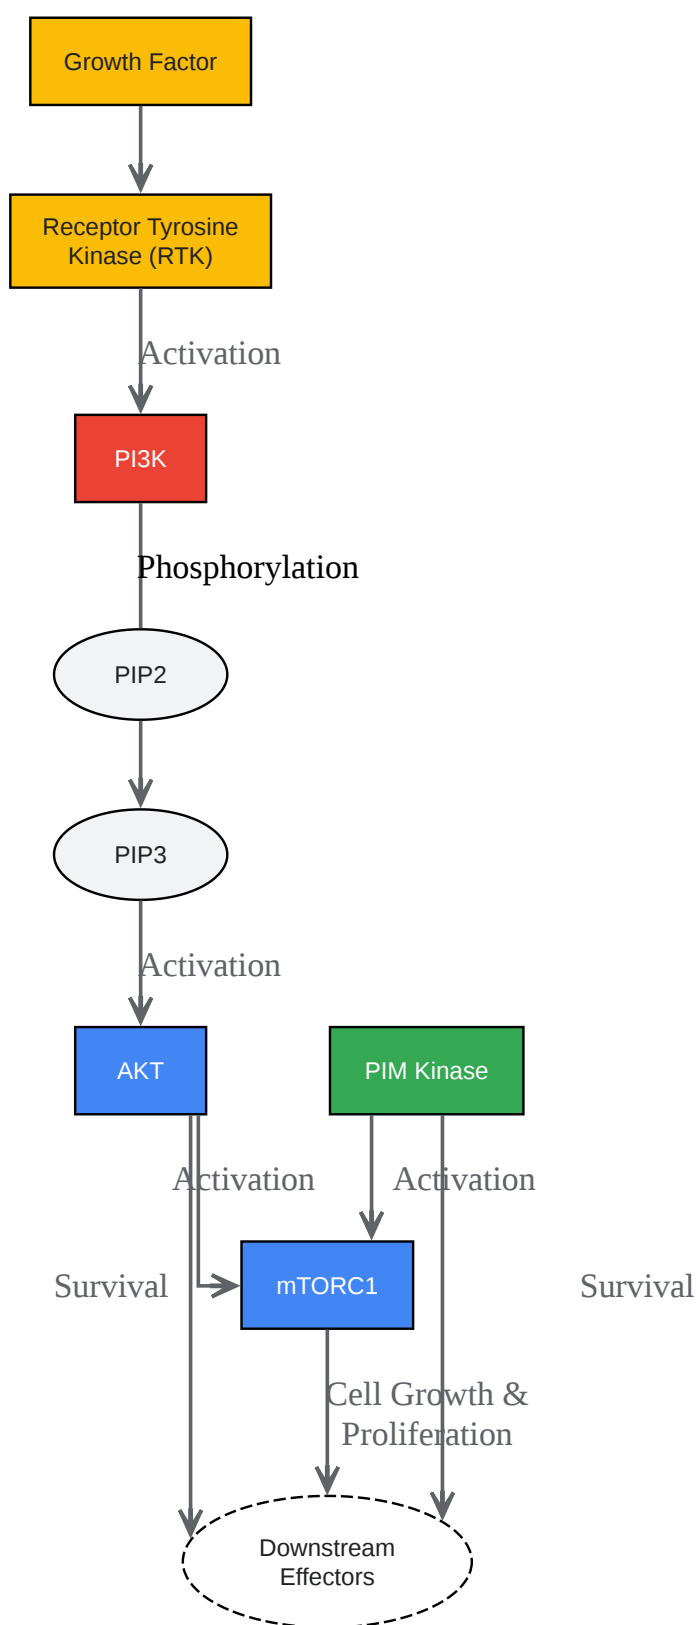 Growth Factor
Receptor Tyrosine
Kinase (RTK)
Activation
PI3K
Phosphorylation
PIP2
PIP3
Activation
AKT
PIM Kinase
Activation
Activation
Survival
mTORC1
Survival
Cell Growth &
Proliferation
Downstream
Effectors